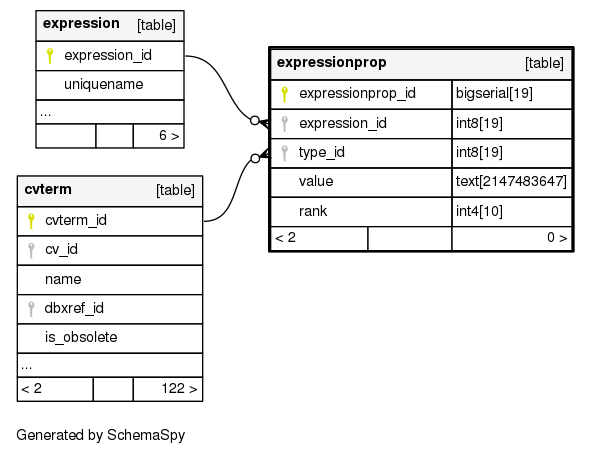 expression [table]
expression_id
uniquename
...
6 >
expressionprop [table]
expressionprop_id bigserial[19]
expression_id int8[19]
type_id int8[19]
value text[2147483647]
rank int4[10]
< 2 0 >
cvterm [table]
cvterm_id
cv_id
name
dbxref_id
is_obsolete
...
< 2 122 >
Generated by SchemaSpy